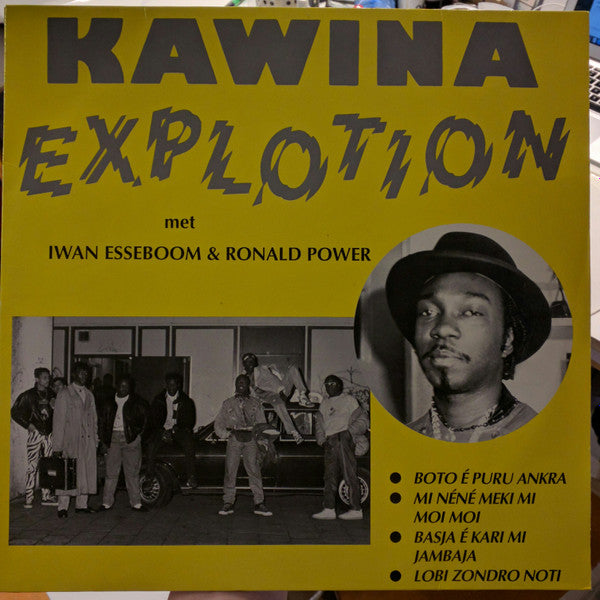 KAWINA
EXPLOTION
met
IWAN ESSEBOOM & RONALD POWER
● BOTO É PURU ANKRA
● MI NÉNÉ MEKI MI
MOI MOI
● BASJA É KARI MI
JAMBAJA
● LOBI ZONDRO NOTI